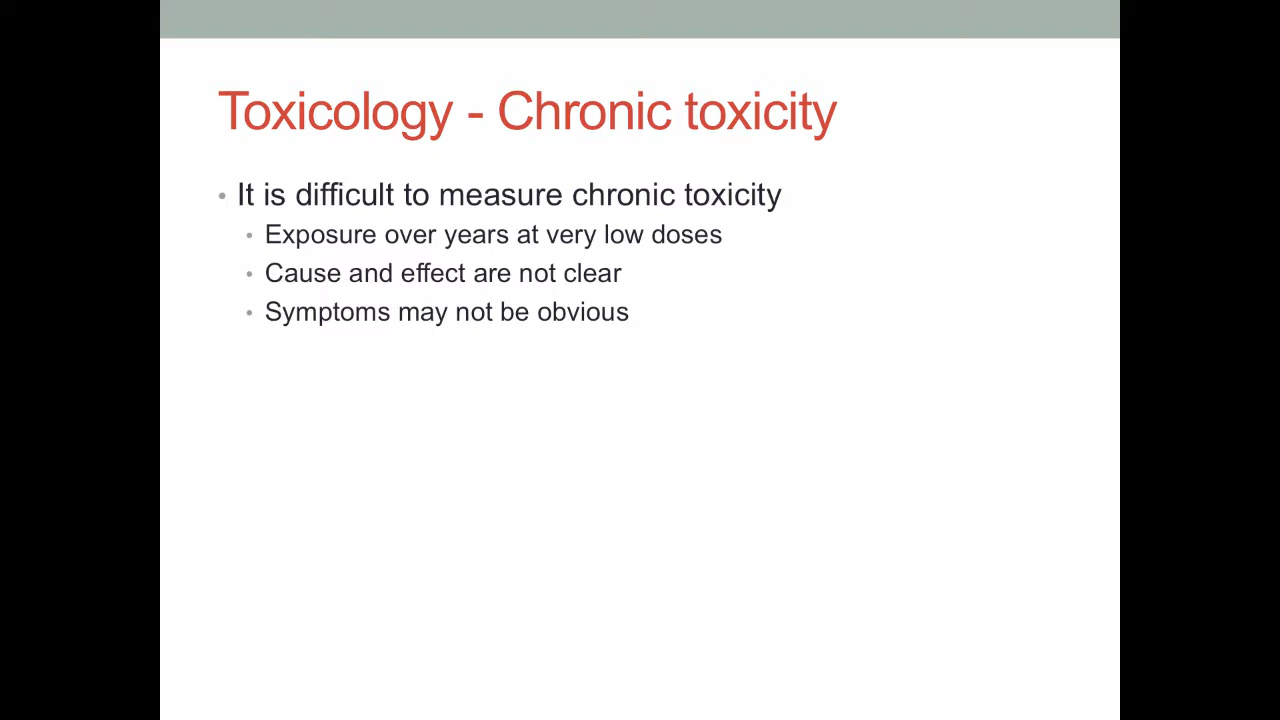 Toxicology - Chronic toxicity
• It is difficult to measure chronic toxicity
• Exposure over years at very low doses
• Cause and effect are not clear
• Symptoms may not be obvious